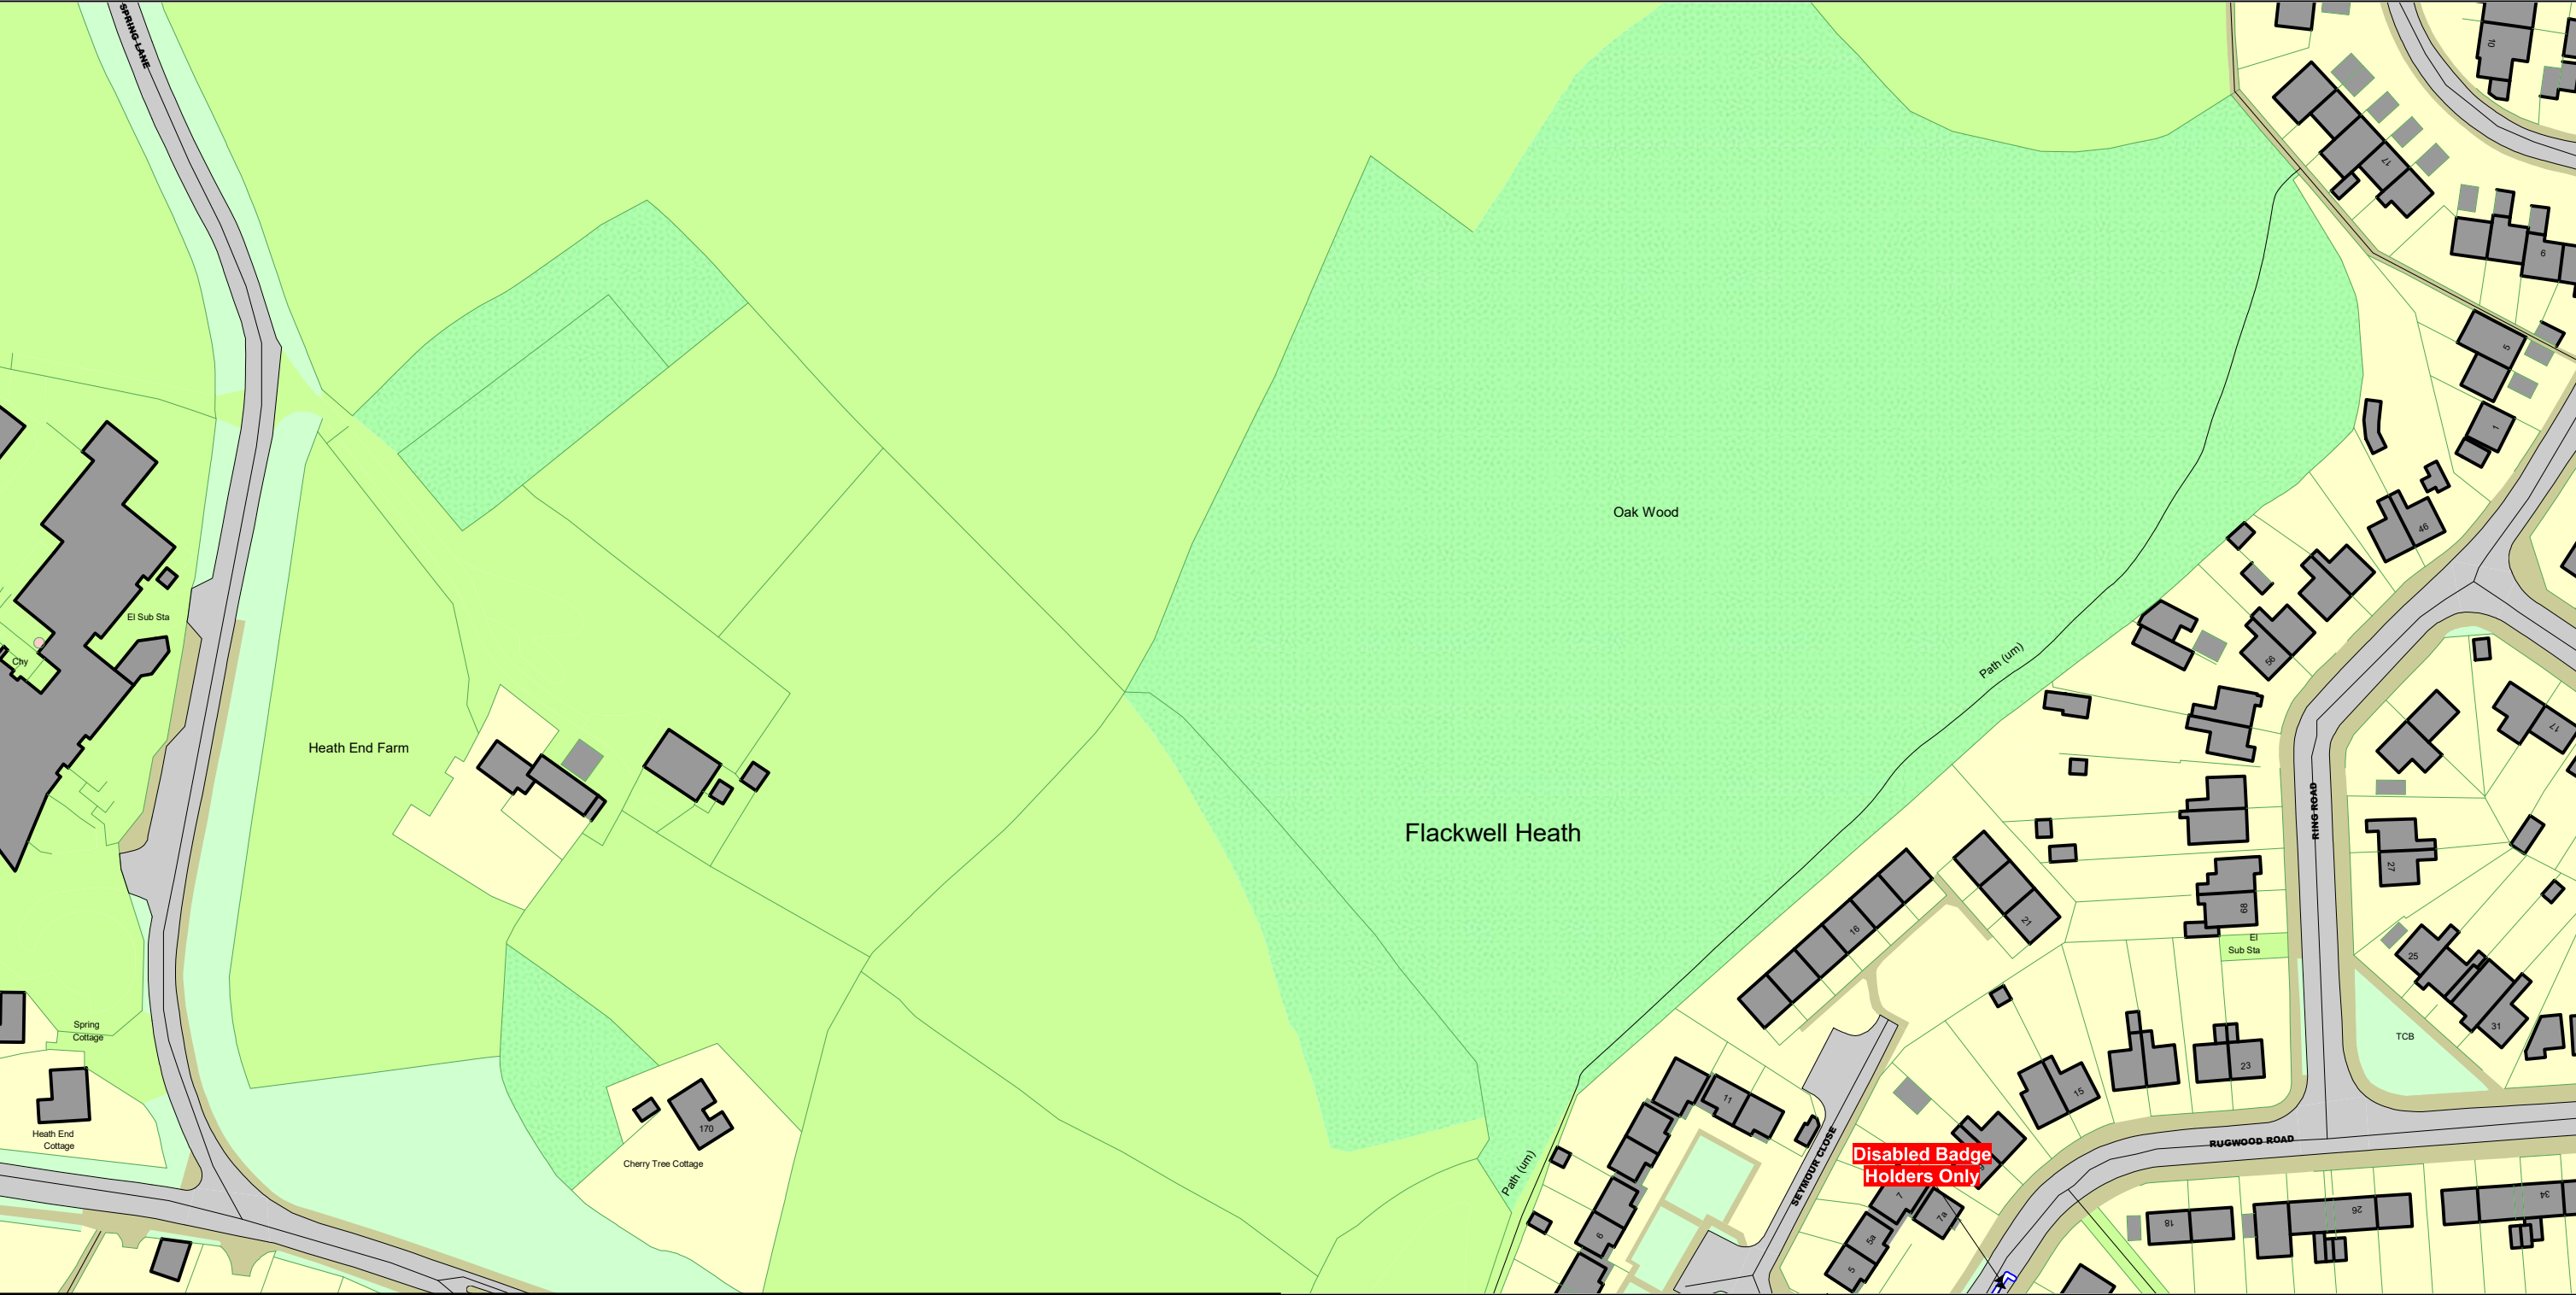 SPRING LANE
10
17
6
5
1
46
Oak Wood
56
El Sub Sta
Chy
Path (um)
17
Heath End Farm
RING ROAD
Flackwell Heath
27
68
16
21
El
Sub Sta
25
31
Spring
Cottage
TCB
23
15
11
170
Heath End
Cottage
Cherry Tree Cottage
RUGWOOD ROAD
Disabled Badge
Holders Only
SEYMOUR CLOSE
Path (um)
9
7
7a
34
26
18
6
5a
5